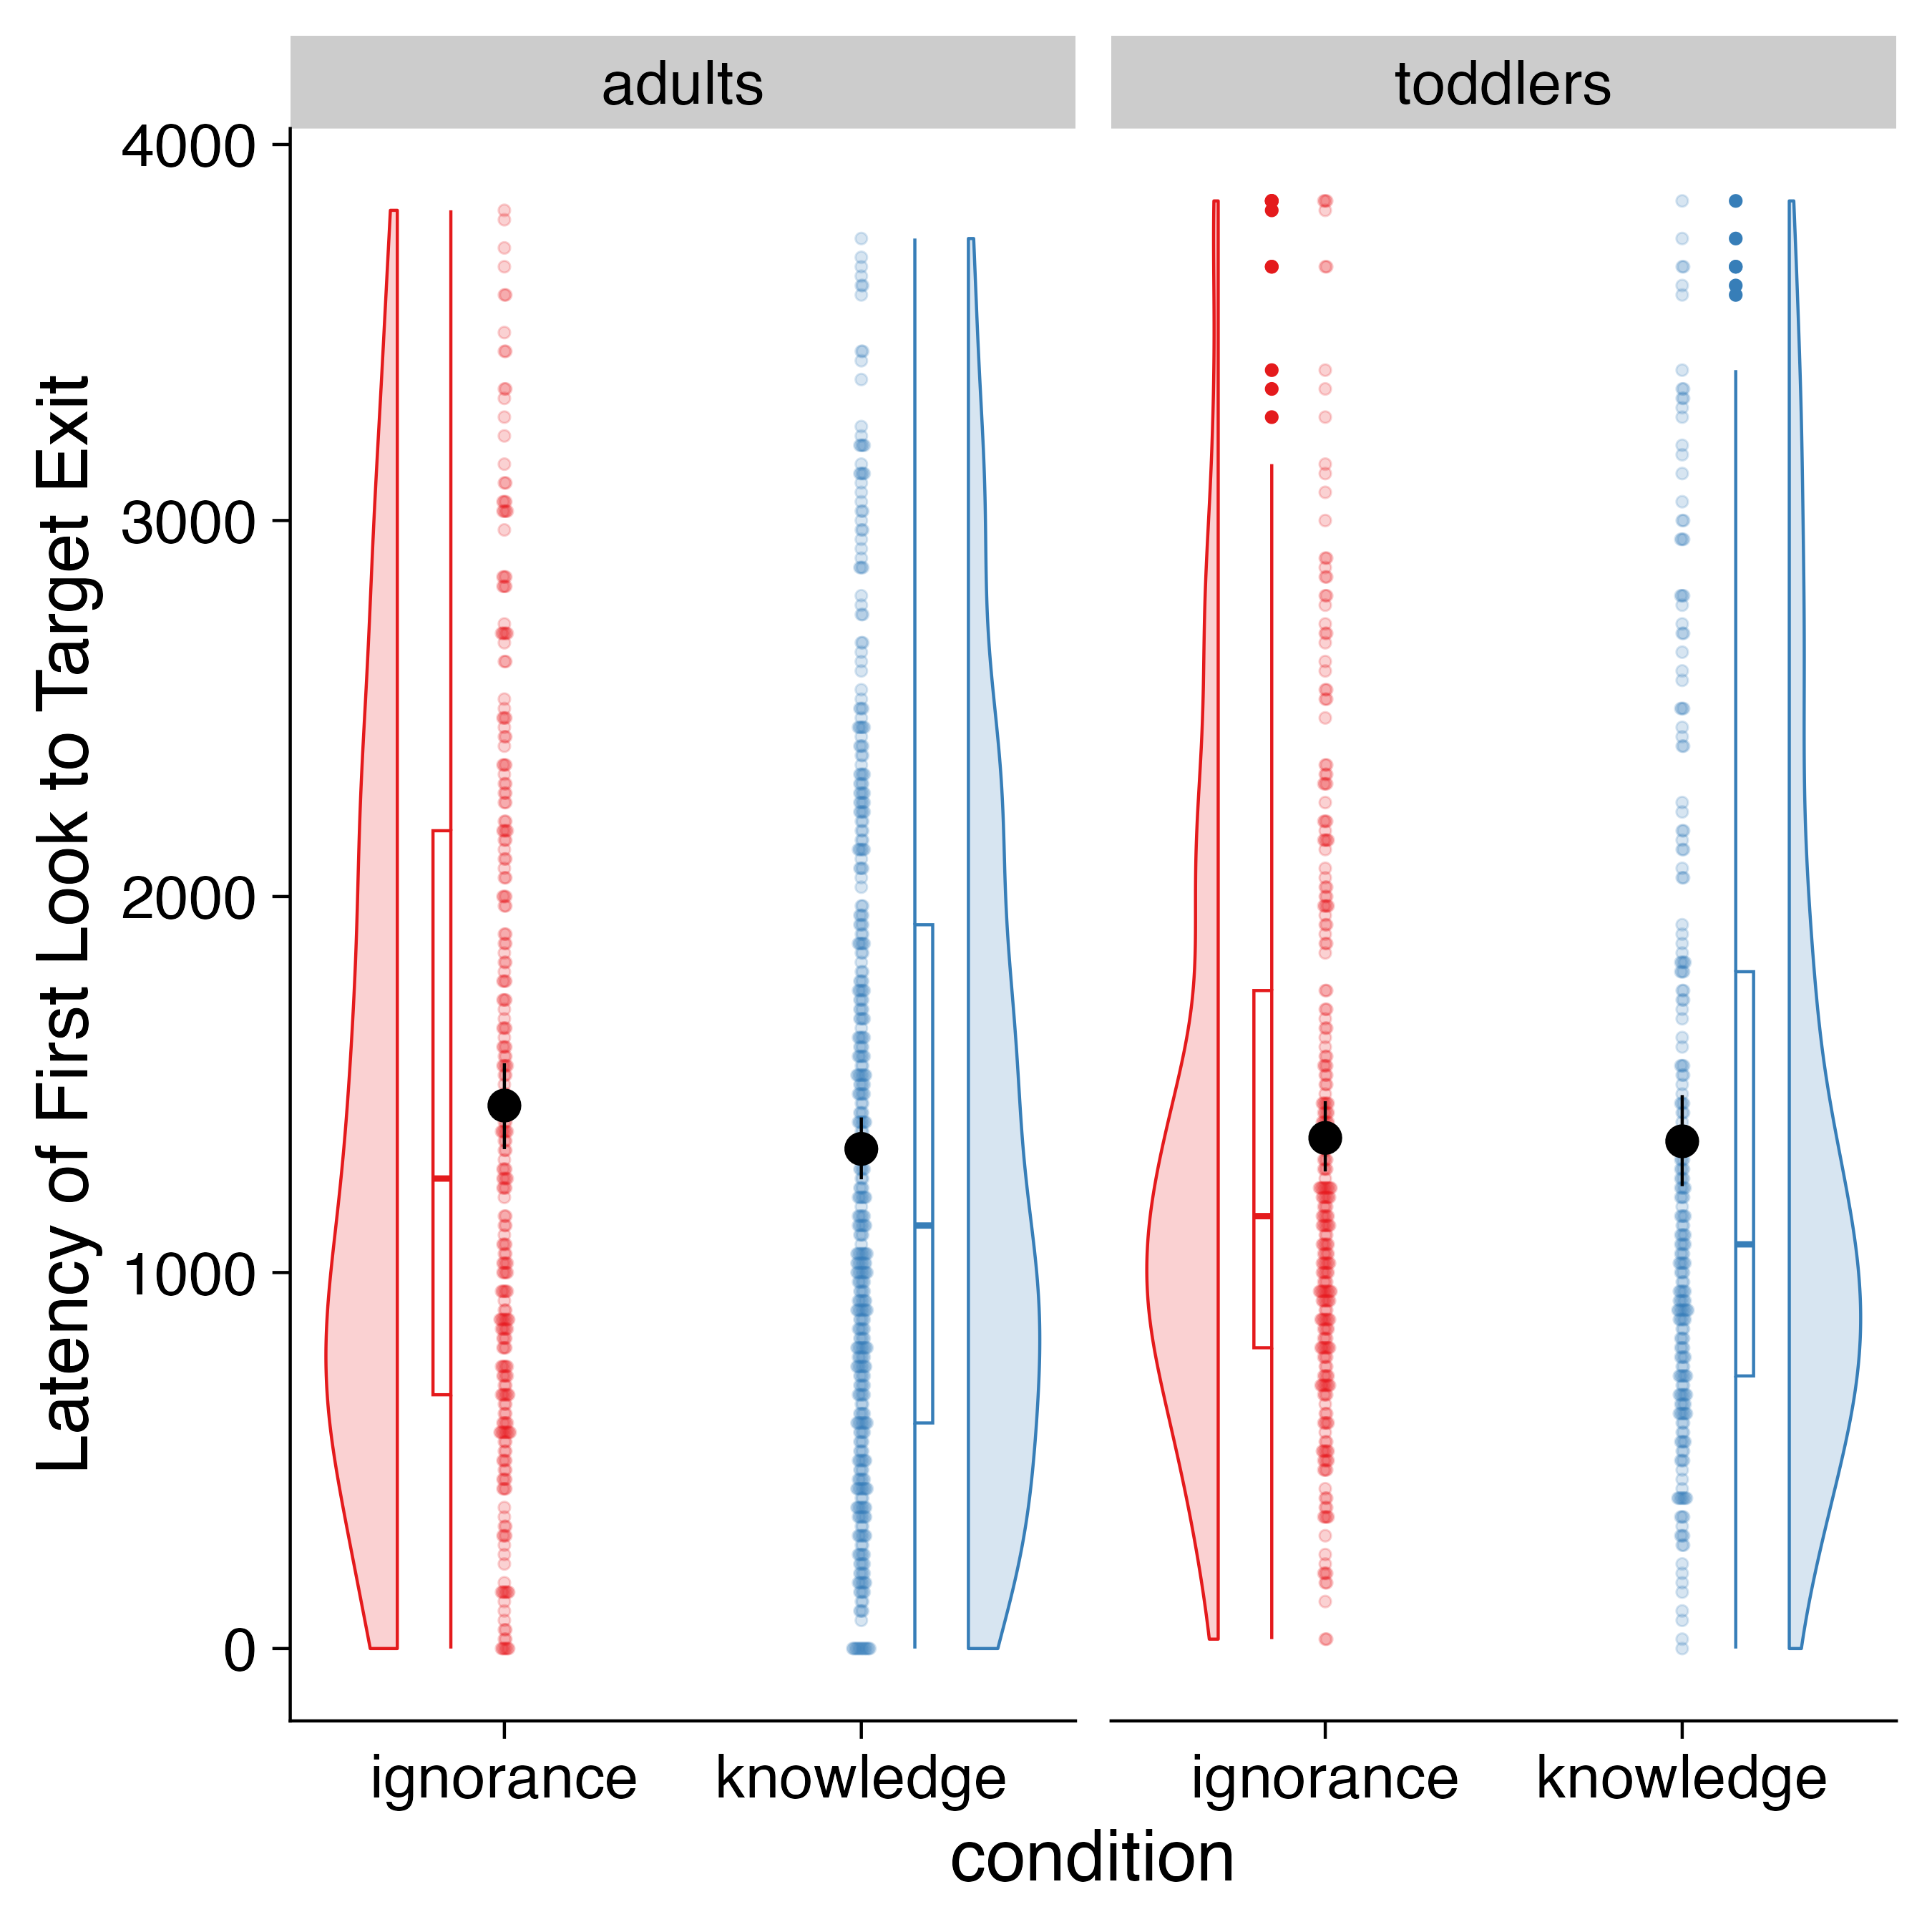 adults toddlers
4000
3000
2000
1000
0
Latency of First Look to Target Exit
ignorance knowledge ignorance knowledge
condition